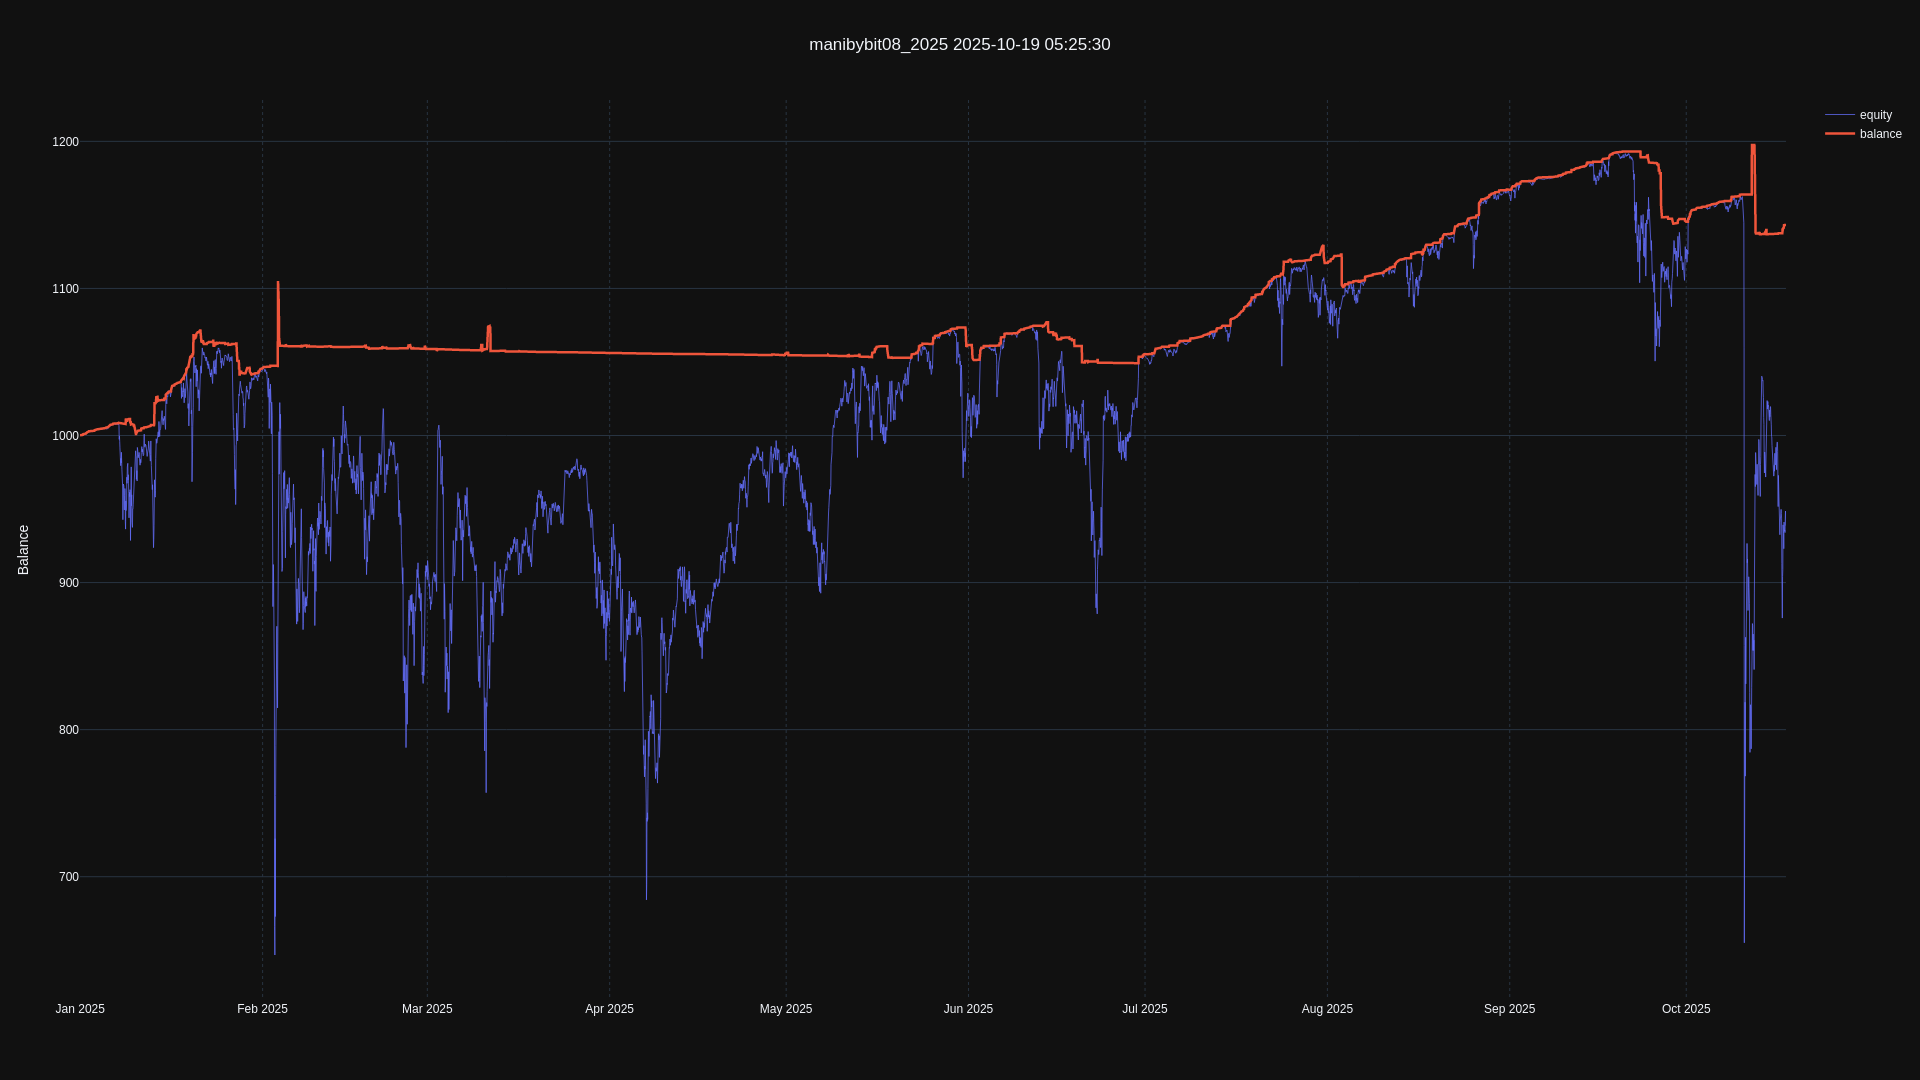 manibybit08_2025 2025-10-19 05:25:30
equity
balance
1200
1100
1000
900
800
700
Balance
Jan 2025
Feb 2025
Mar 2025
Apr 2025
May 2025
Jun 2025
Jul 2025
Aug 2025
Sep 2025
Oct 2025